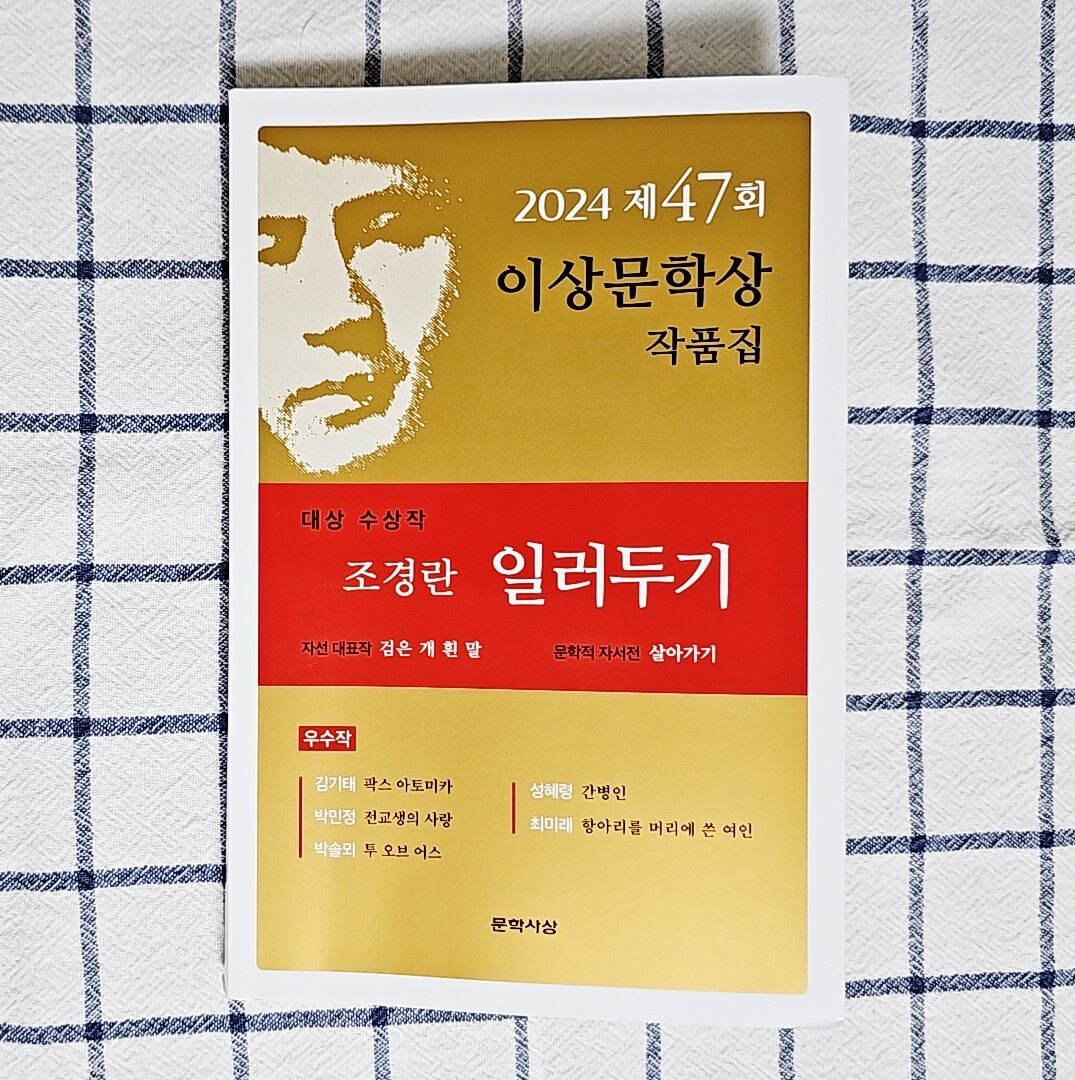 2024 제47회
이상문학상
작품집
대상 수상작
조경란 일러두기
자선 대표작 검은 개 흰 말
문학적 자서전 살아가기
우수작
김기태 팍스 아토미카
박민정 전교생의 사랑
박솔뫼 투 오브 어스
성혜령 간병인
최미래 항아리를 머리에 쓴 여인
문학사상